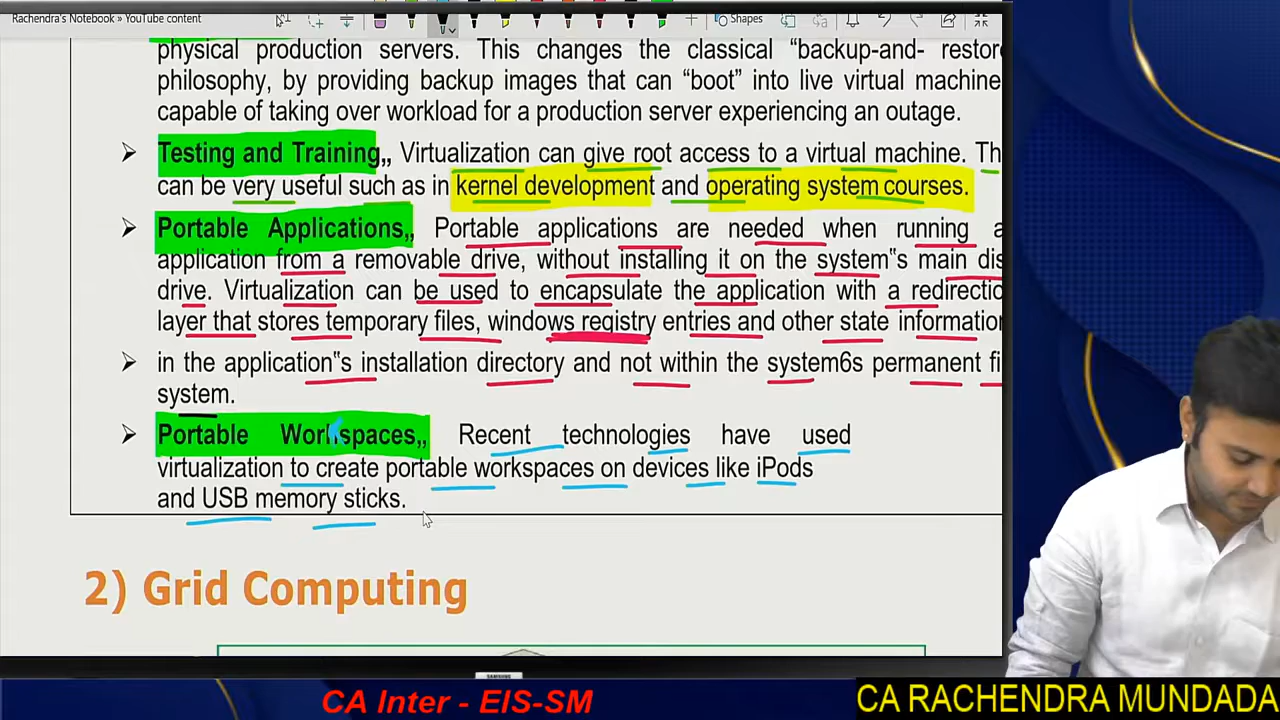 Rachendra's Notebook » YouTube content
Shapes
physical production servers. This changes the classical “backup-and- restore
philosophy, by providing backup images that can “boot” into live virtual machine
capable of taking over workload for a production server experiencing an outage.
➢ Testing and Training„ Virtualization can give root access to a virtual machine. Th
can be very useful such as in kernel development and operating system courses.
➢ Portable Applications„ Portable applications are needed when running a
application from a removable drive, without installing it on the system‟s main dis
drive. Virtualization can be used to encapsulate the application with a redirectio
layer that stores temporary files, windows registry entries and other state information
➢ in the application‟s installation directory and not within the system6s permanent fi
system.
➢ Portable Workspaces„ Recent technologies have used
virtualization to create portable workspaces on devices like iPods
and USB memory sticks.
2) Grid Computing
SAMSUNG
CA Inter - EIS-SM
CA RACHENDRA MUNDADA